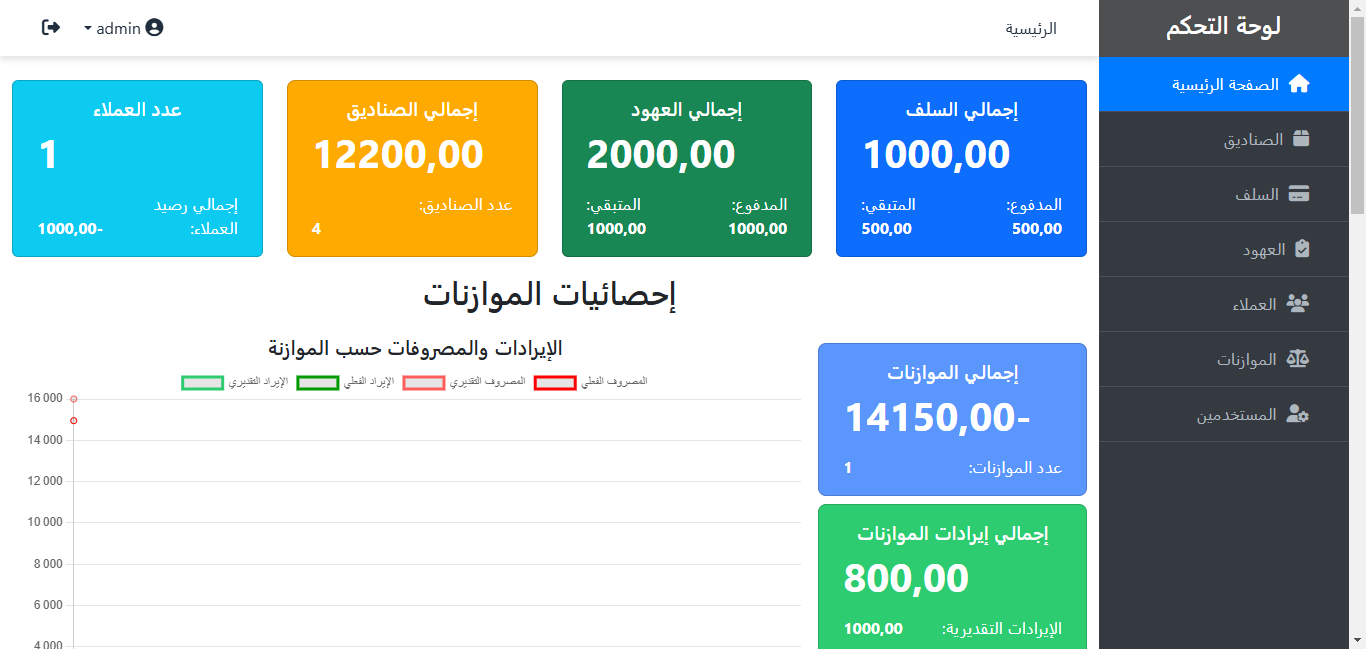 لوحة التحكم
الصفحة الرئيسية
الصناديق
السلف
العهود
العملاء
الموازنات
المستخدمين
الرئيسية
admin
إجمالي السلف
1000,00
المدفوع:
500,00
المتبقي:
500,00
إجمالي العهود
2000,00
المدفوع:
1000,00
المتبقي:
1000,00
إجمالي الصناديق
12200,00
عدد الصناديق:
4
عدد العملاء
1
إجمالي رصيد
العملاء:
1000,00-
إحصائيات الموازنات
إجمالي الموازنات
14150,00-
عدد الموازنات:
1
إجمالي إيرادات الموازنات
800,00
الإيرادات التقديرية:
1000,00
الإيرادات والمصروفات حسب الموازنة
المصروف الفعلي
المصروف التقديري
الإيراد الفعلي
الإيراد التقديري
16 000
14 000
12 000
10 000
8 000
6 000
4 000